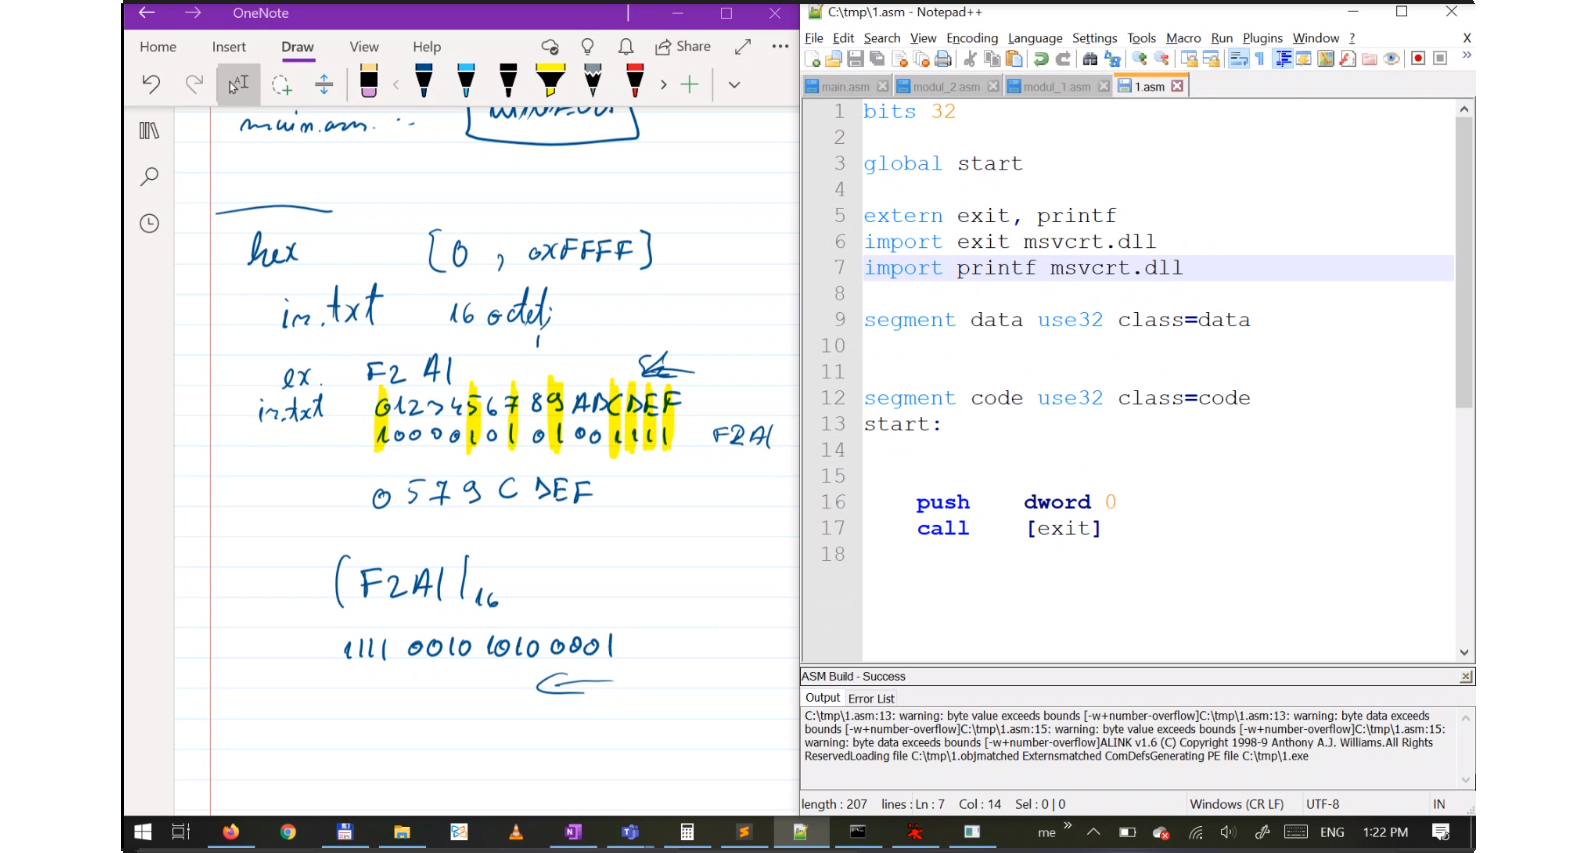 OneNote
Home Insert Draw View Help Share
main.asm
hex [0, 0xFFFF]
in.txt 16 octeți
ex. F2 A1
in.txt 0123456789ABCDEF
1000010101001111 F2A1
0 5 7 9 C D E F
(F2A1)16
1111 0010 1010 0001
C:\tmp\1.asm - Notepad++
File Edit Search View Encoding Language Settings Tools Macro Run Plugins Window ? X
main.asm modul_2.asm modul_1.asm 1.asm
1 bits 32
2
3 global start
4
5 extern exit, printf
6 import exit msvcrt.dll
7 import printf msvcrt.dll
8
9 segment data use32 class=data
10
11
12 segment code use32 class=code
13 start:
14
15
16 push dword 0
17 call [exit]
18
ASM Build - Success
Output Error List
C:\tmp\1.asm:13: warning: byte value exceeds bounds [-w+number-overflow]C:\tmp\1.asm:13: warning: byte data exceeds
bounds [-w+number-overflow]C:\tmp\1.asm:15: warning: byte value exceeds bounds [-w+number-overflow]C:\tmp\1.asm:15:
warning: byte data exceeds bounds [-w+number-overflow]ALINK v1.6 (C) Copyright 1998-9 Anthony A.J. Williams.All Rights
ReservedLoading file C:\tmp\1.objmatched Externsmatched ComDefsGenerating PE file C:\tmp\1.exe
length : 207 lines : Ln : 7 Col : 14 Sel : 0 | 0 Windows (CR LF) UTF-8 IN
me ENG 1:22 PM